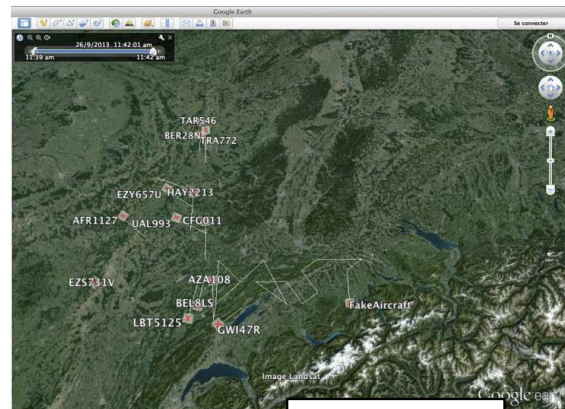 Google Earth
Se connecter
26/9/2013 11:42:01 am
11:39 am
11:42 am
N
TAR546
BER28N
TRA772
EZY657U
HAY2213
AFR1127
UAL993
CFG011
EZS731V
AZA108
BEL8LS
LBT5125
GWI47R
FakeAircraft
Image Landsat
Google ear